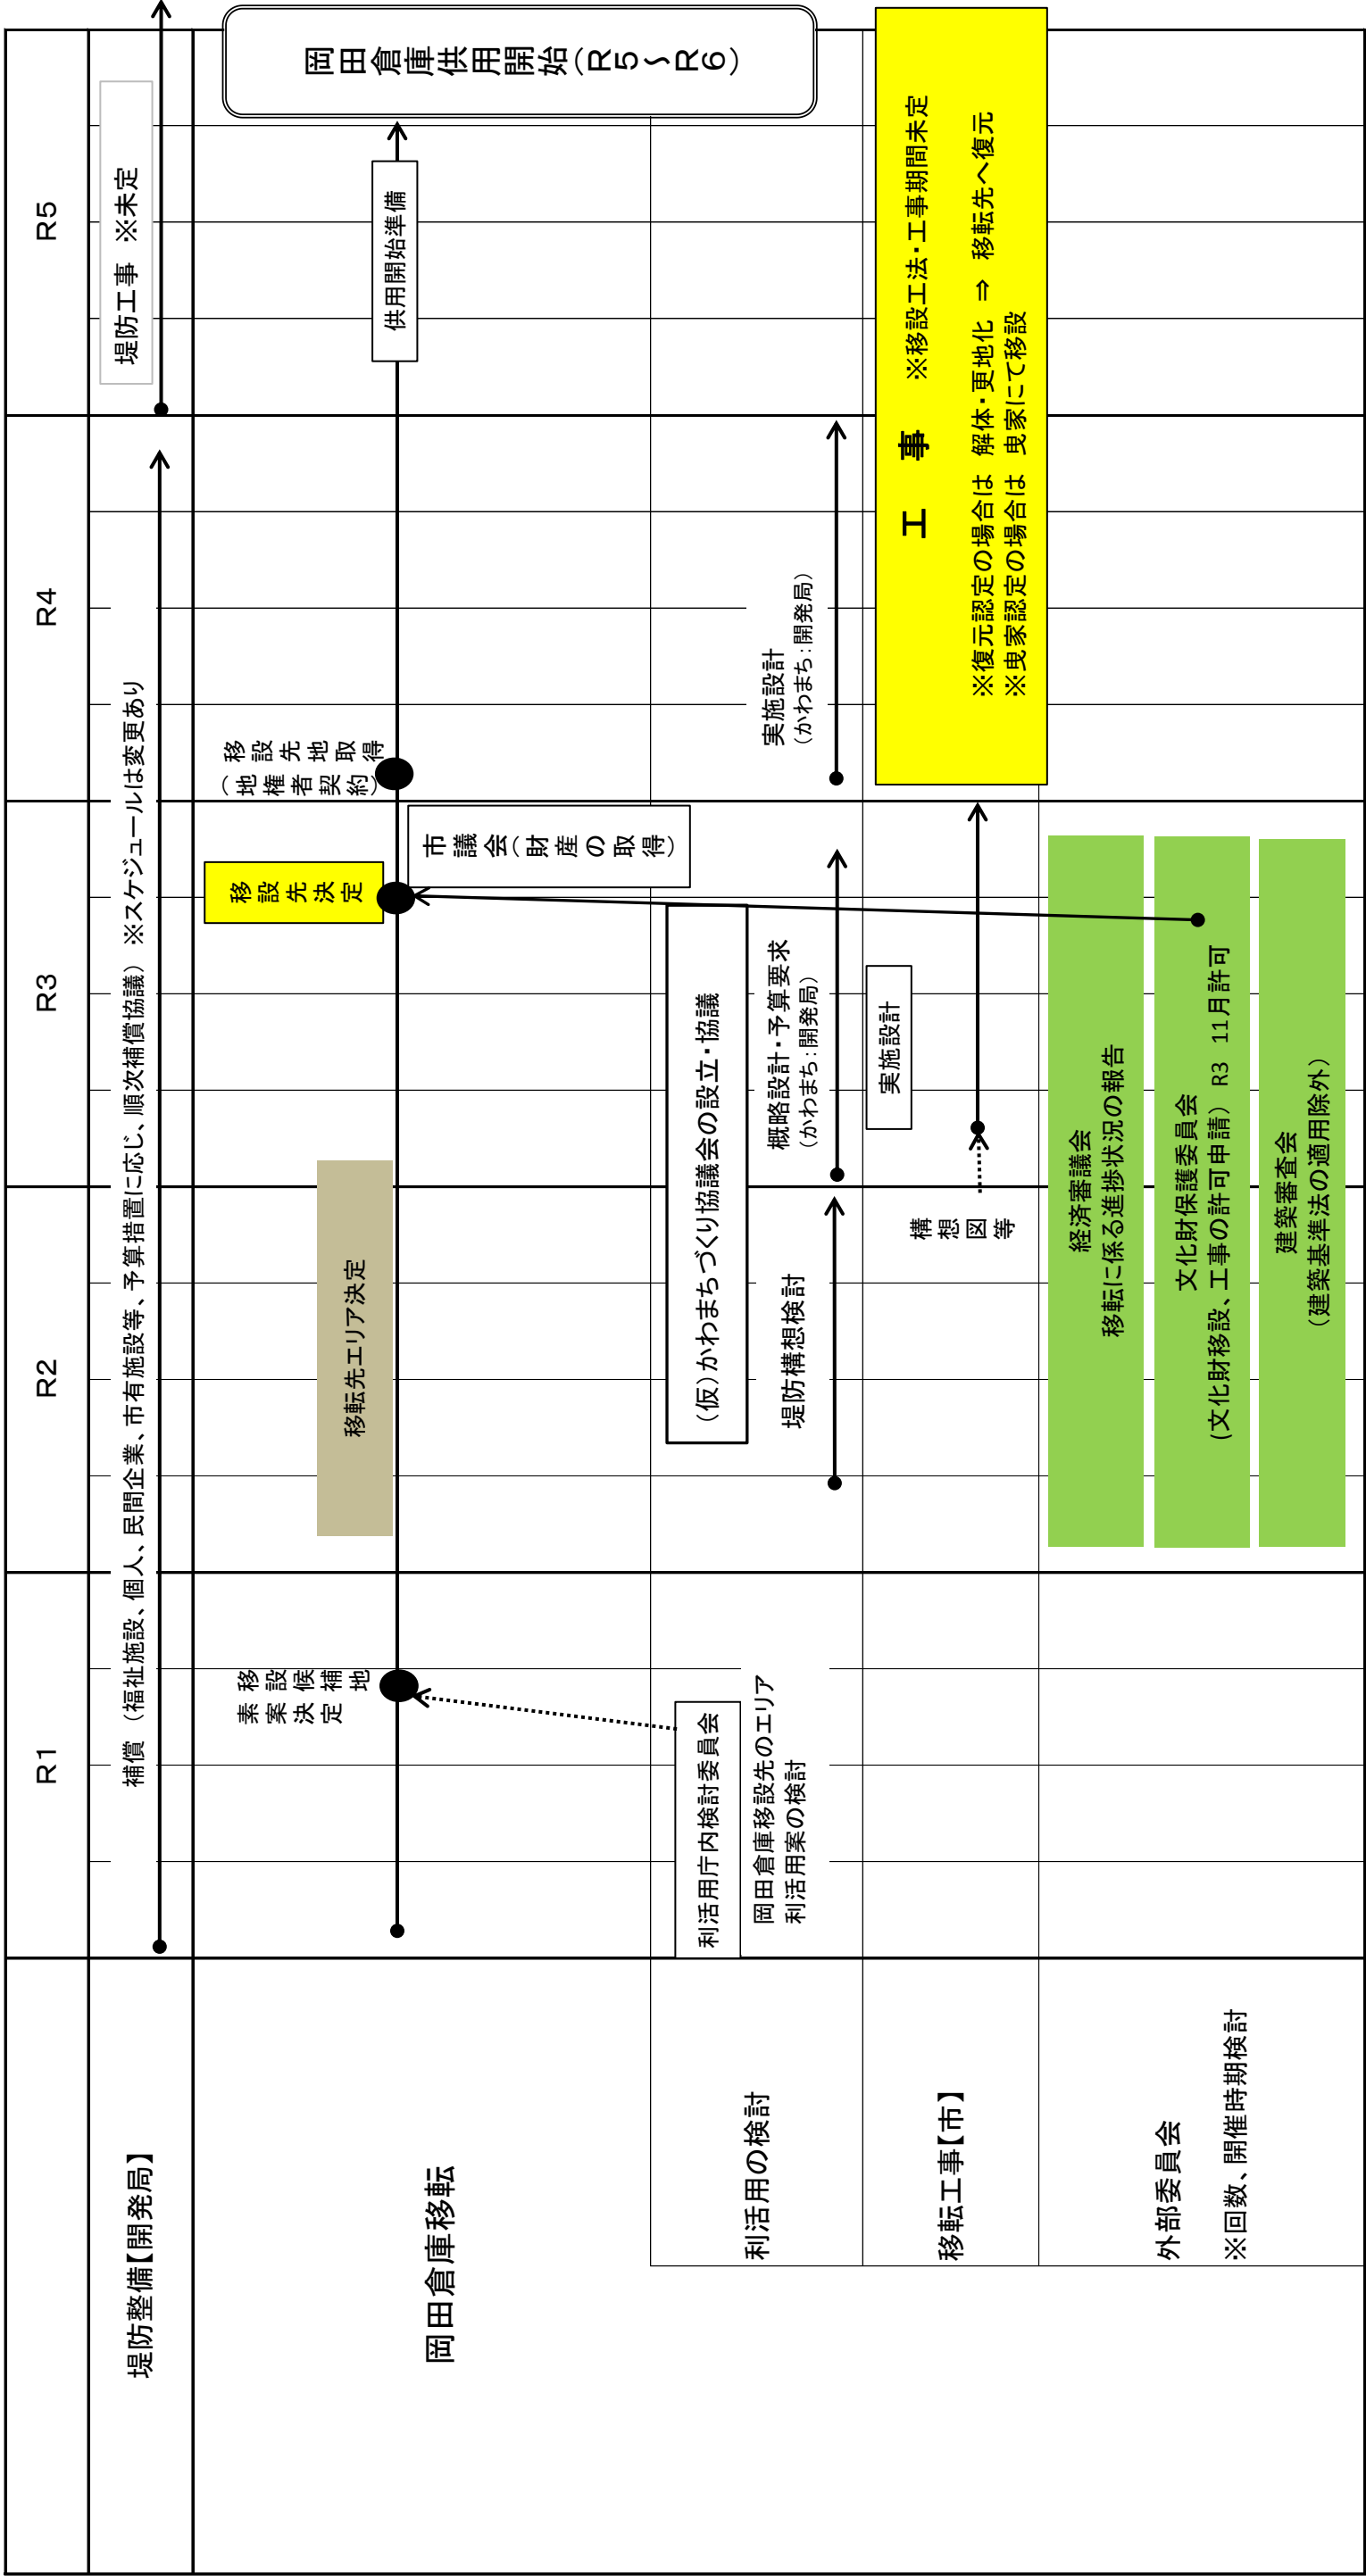 R1
R2
R3
R4
R5
堤防整備【開発局】
補償（福祉施設、個人、民間企業、市有施設等、予算措置に応じ、順次補償協議）※スケジュールは変更あり
堤防工事 ※未定
岡田倉庫移転
移設候補地
素案決定
移転先エリア決定
移設先決定
市議会（財産の取得）
移設先地取得
（地権者契約）
供用開始準備
岡田倉庫供用開始（R５～R６）
利活用の検討
利活用庁内検討委員会
岡田倉庫移設先のエリア
利活用案の検討
（仮）かわまちづくり協議会の設立・協議
堤防構想検討
概略設計・予算要求
（かわまち：開発局）
実施設計
（かわまち：開発局）
移転工事【市】
構想図等
実施設計
工 事 ※移設工法・工事期間未定
※復元認定の場合は 解体・更地化 ⇒ 移転先へ復元
※曳家認定の場合は 曳家にて移設
外部委員会
※回数、開催時期検討
経済審議会
移転に係る進捗状況の報告
文化財保護委員会
(文化財移設、工事の許可申請） R3 11月許可
建築審査会
（建築基準法の適用除外）